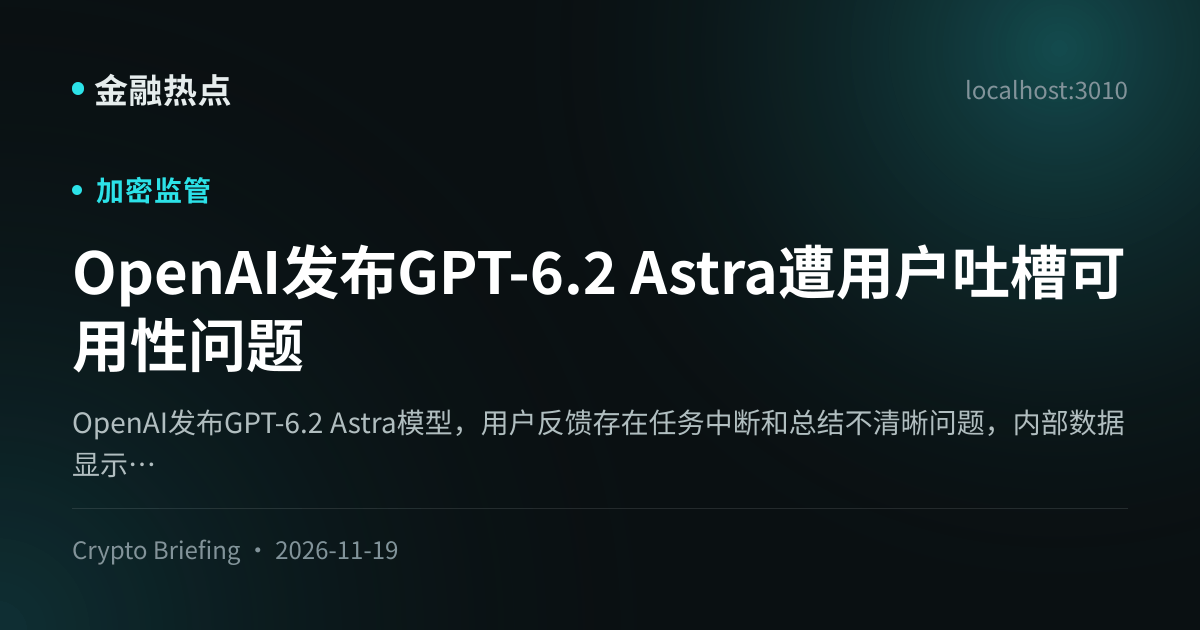 金融热点
localhost:3010
加密监管
OpenAI发布GPT-6.2 Astra遭用户吐槽可
用性问题
OpenAI发布GPT-6.2 Astra模型，用户反馈存在任务中断和总结不清晰问题，内部数据
显示…
Crypto Briefing · 2026-11-19